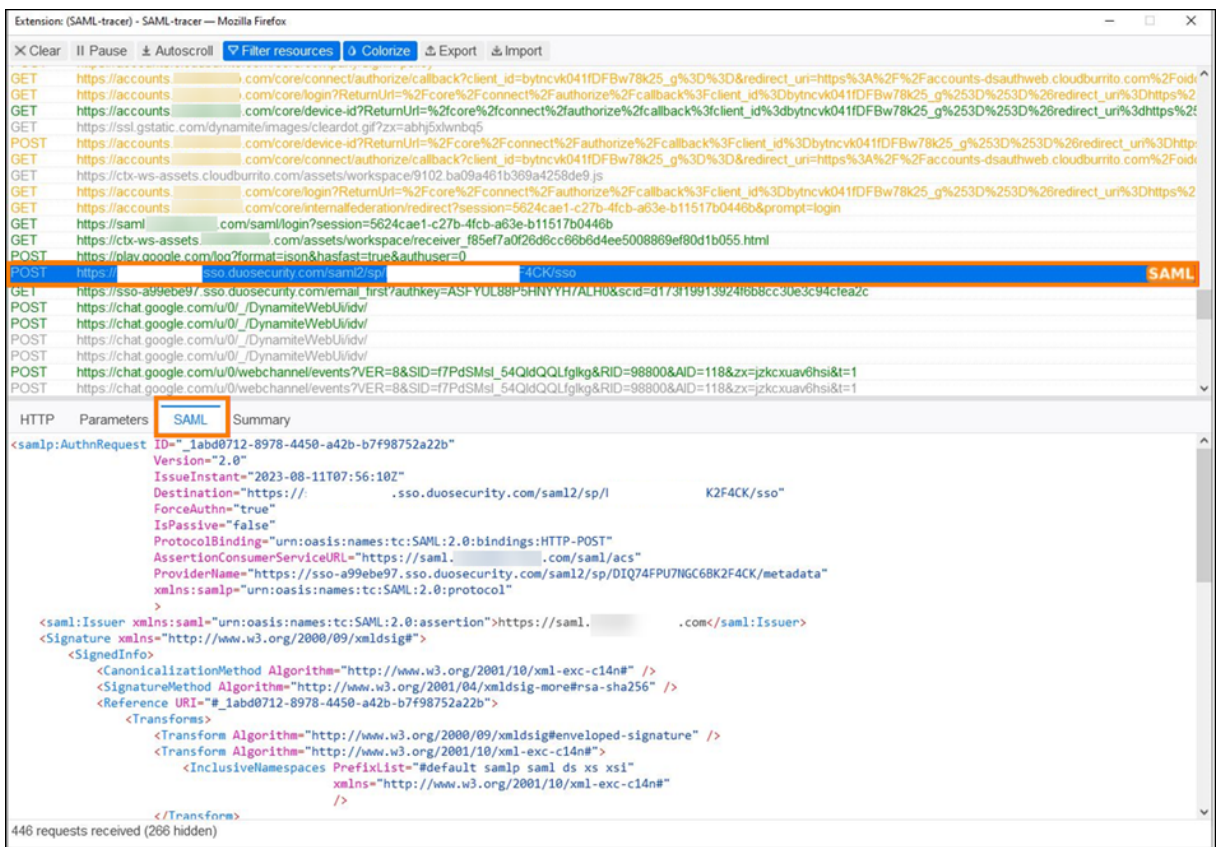 Extension: (SAML-tracer) - SAML-tracer — Mozilla Firefox
Clear Pause Autoscroll Filter resources Colorize Export Import
GET https://accounts. .com/core/connect/authorize/callback?client_id=bytncvk041fDFBw78k25_g%3D%3D&redirect_uri=https%3A%2F%2Faccounts-dsauthweb.cloudburrito.com%2Foidc
GET https://accounts. .com/core/login?ReturnUrl=%2Fcore%2Fconnect%2Fauthorize%2Fcallback%3Fclient_id%3Dbytncvk041fDFBw78k25_g%253D%253D%26redirect_uri%3Dhttps%2
GET https://accounts. .com/core/device-id?ReturnUrl=%2fcore%2fconnect%2fauthorize%2fcallback%3fclient_id%3dbytncvk041fDFBw78k25_g%253D%253D%26redirect_uri%3dhttps%25
GET https://ssl.gstatic.com/dynamite/images/cleardot.gif?zx=abhj5xlwnbq5
POST https://accounts. .com/core/device-id?ReturnUrl=%2Fcore%2Fconnect%2Fauthorize%2Fcallback%3Fclient_id%3Dbytncvk041fDFBw78k25_g%253D%253D%26redirect_uri%3Dhttp
GET https://accounts. .com/core/connect/authorize/callback?client_id=bytncvk041fDFBw78k25_g%3D%3D&redirect_uri=https%3A%2F%2Faccounts-dsauthweb.cloudburrito.com%2Foidc
GET https://ctx-ws-assets.cloudburrito.com/assets/workspace/9102.ba09a461b369a4258de9.js
GET https://accounts. .com/core/login?ReturnUrl=%2Fcore%2Fconnect%2Fauthorize%2Fcallback%3Fclient_id%3Dbytncvk041fDFBw78k25_g%253D%253D%26redirect_uri%3Dhttps%2
GET https://accounts. .com/core/internalfederation/redirect?session=5624cae1-c27b-4fcb-a63e-b11517b0446b&prompt=login
GET https://saml .com/saml/login?session=5624cae1-c27b-4fcb-a63e-b11517b0446b
GET https://ctx-ws-assets. .com/assets/workspace/receiver_f85ef7a0f26d6cc66b6d4ee5008869ef80d1b055.html
POST https://play.google.com/log?format=json&hasfast=true&authuser=0
POST https:// sso.duosecurity.com/saml2/sp/ F4CK/sso SAML
GET https://sso-a99ebe97.sso.duosecurity.com/email_first?authkey=ASFYUL88P5HNYYH7ALH0&scid=d173f19913924f6b8cc30e3c94cfea2c
POST https://chat.google.com/u/0/_/DynamiteWebUi/idv/
POST https://chat.google.com/u/0/_/DynamiteWebUi/idv/
POST https://chat.google.com/u/0/_/DynamiteWebUi/idv/
POST https://chat.google.com/u/0/_/DynamiteWebUi/idv/
POST https://chat.google.com/u/0/webchannel/events?VER=8&SID=f7PdSMsI_54QldQQLfglkg&RID=98800&AID=118&zx=jzkcxuav6hsi&t=1
POST https://chat.google.com/u/0/webchannel/events?VER=8&SID=f7PdSMsI_54QldQQLfglkg&RID=98800&AID=118&zx=jzkcxuav6hsi&t=1
HTTP Parameters SAML Summary
<samlp:AuthnRequest ID="_1abd0712-8978-4450-a42b-b7f98752a22b"
Version="2.0"
IssueInstant="2023-08-11T07:56:10Z"
Destination="https:// .sso.duosecurity.com/saml2/sp/ K2F4CK/sso"
ForceAuthn="true"
IsPassive="false"
ProtocolBinding="urn:oasis:names:tc:SAML:2.0:bindings:HTTP-POST"
AssertionConsumerServiceURL="https://saml. .com/saml/acs"
ProviderName="https://sso-a99ebe97.sso.duosecurity.com/saml2/sp/DIQ74FPU7NGC6BK2F4CK/metadata"
xmlns:samlp="urn:oasis:names:tc:SAML:2.0:protocol"
>
<saml:Issuer xmlns:saml="urn:oasis:names:tc:SAML:2.0:assertion">https://saml. .com</saml:Issuer>
<Signature xmlns="http://www.w3.org/2000/09/xmldsig#">
<SignedInfo>
<CanonicalizationMethod Algorithm="http://www.w3.org/2001/10/xml-exc-c14n#" />
<SignatureMethod Algorithm="http://www.w3.org/2001/04/xmldsig-more#rsa-sha256" />
<Reference URI="#_1abd0712-8978-4450-a42b-b7f98752a22b">
<Transforms>
<Transform Algorithm="http://www.w3.org/2000/09/xmldsig#enveloped-signature" />
<Transform Algorithm="http://www.w3.org/2001/10/xml-exc-c14n#">
<InclusiveNamespaces PrefixList="#default samlp saml ds xs xsi"
xmlns="http://www.w3.org/2001/10/xml-exc-c14n#"
/>
</Transform>
446 requests received (266 hidden)